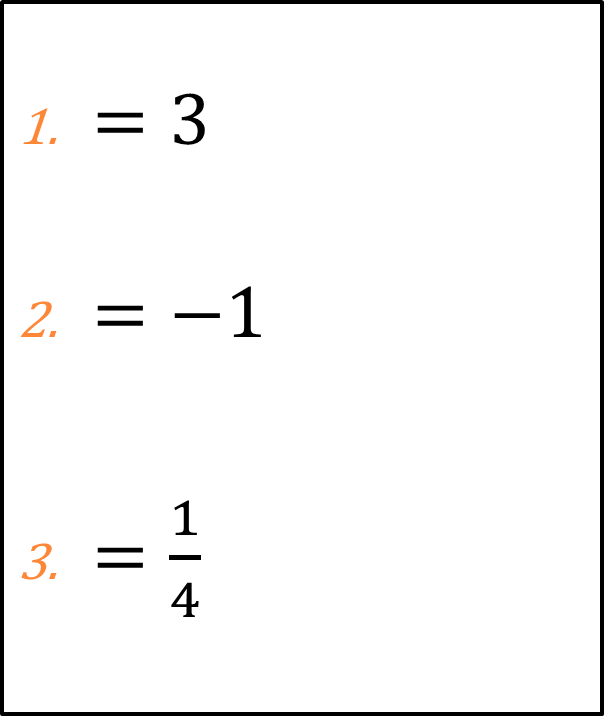 1. = 3
2. = −1
3. = 1/4